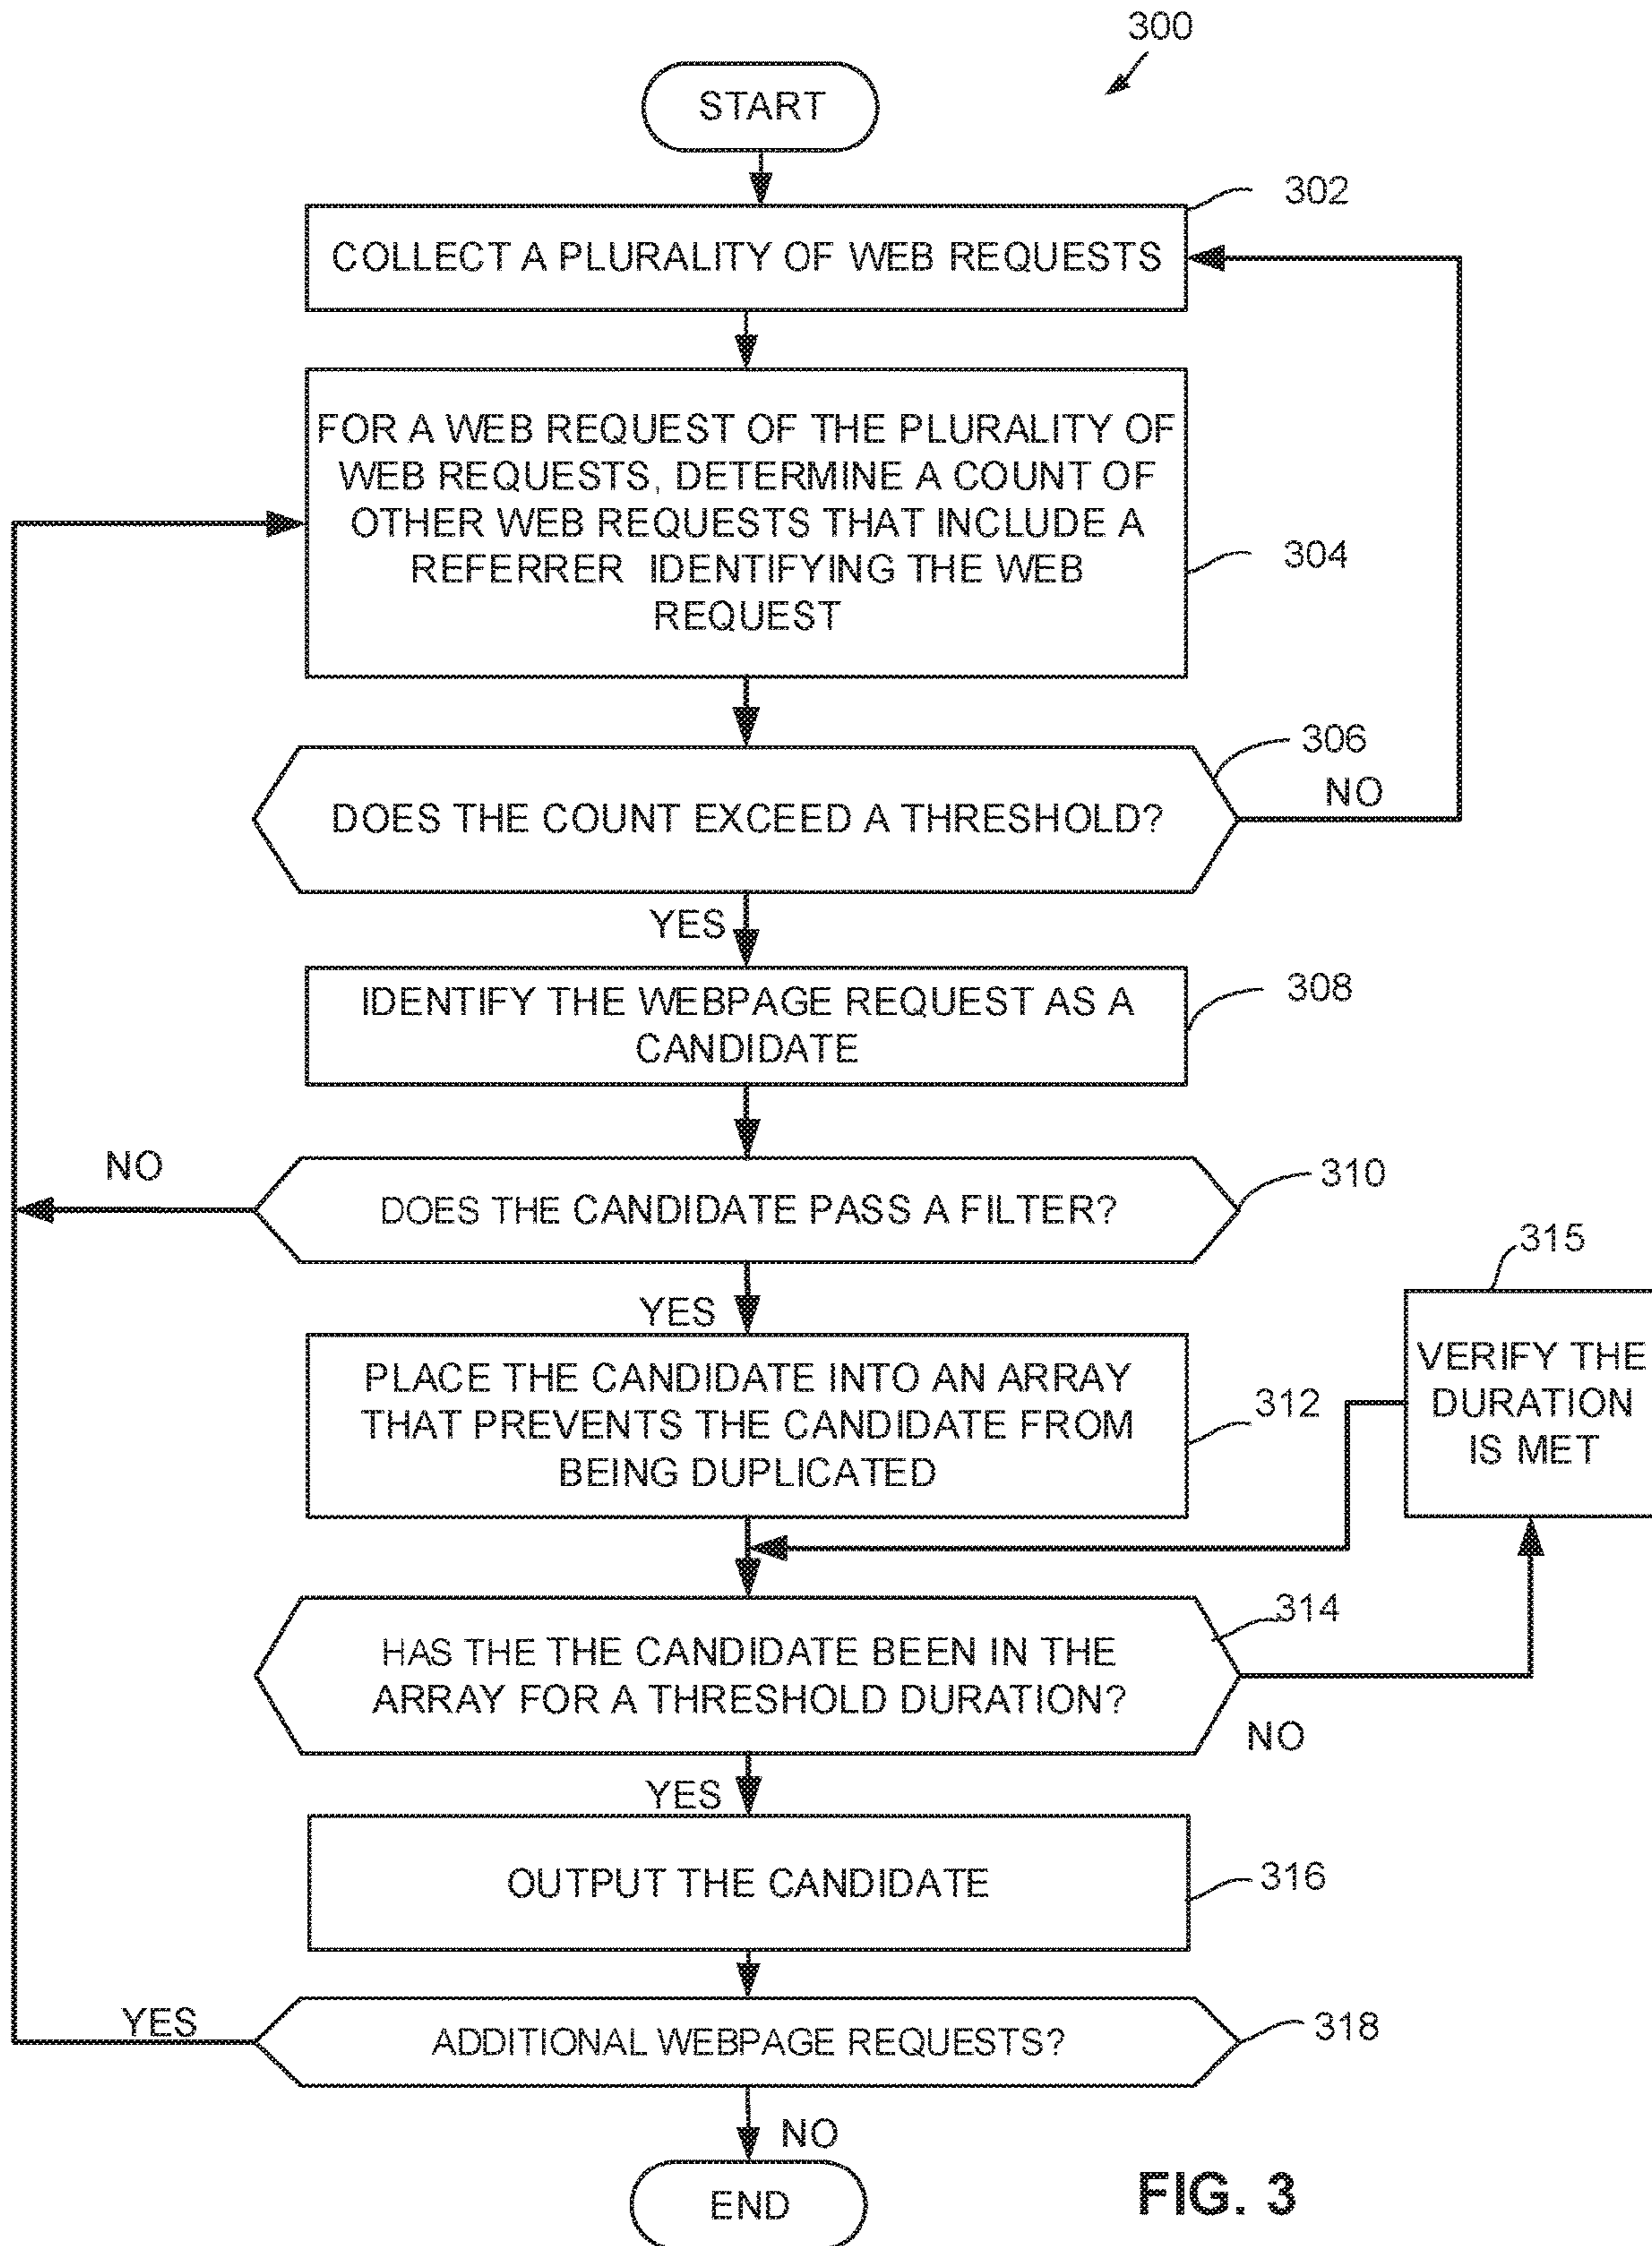 300
START
302
COLLECT A PLURALITY OF WEB REQUESTS
FOR A WEB REQUEST OF THE PLURALITY OF
WEB REQUESTS, DETERMINE A COUNT OF
OTHER WEB REQUESTS THAT INCLUDE A
REFERRER IDENTIFYING THE WEB
REQUEST
304
306
NO
DOES THE COUNT EXCEED A THRESHOLD?
YES
IDENTIFY THE WEBPAGE REQUEST AS A
CANDIDATE
308
NO
310
DOES THE CANDIDATE PASS A FILTER?
YES
315
VERIFY THE
DURATION
IS MET
PLACE THE CANDIDATE INTO AN ARRAY
THAT PREVENTS THE CANDIDATE FROM
BEING DUPLICATED
312
314
HAS THE THE CANDIDATE BEEN IN THE
ARRAY FOR A THRESHOLD DURATION?
NO
YES
OUTPUT THE CANDIDATE
316
YES
318
ADDITIONAL WEBPAGE REQUESTS?
NO
END
FIG. 3